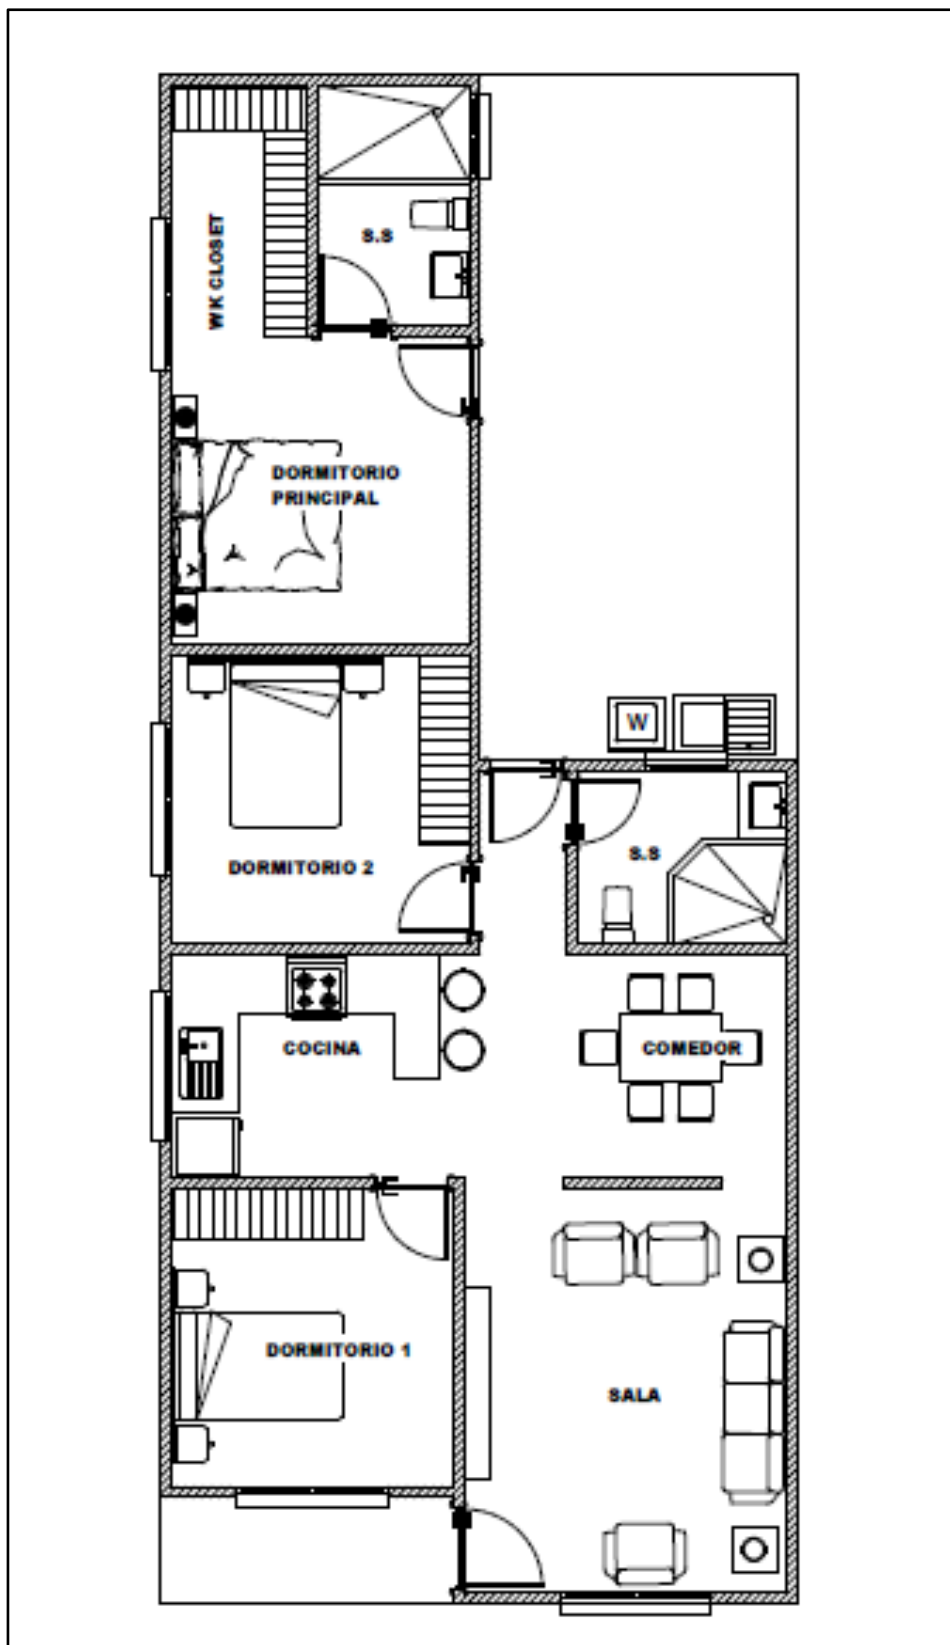 S.S
WK CLOSET
DORMITORIO
PRINCIPAL
W
S.S
DORMITORIO 2
COCINA
COMEDOR
DORMITORIO 1
SALA